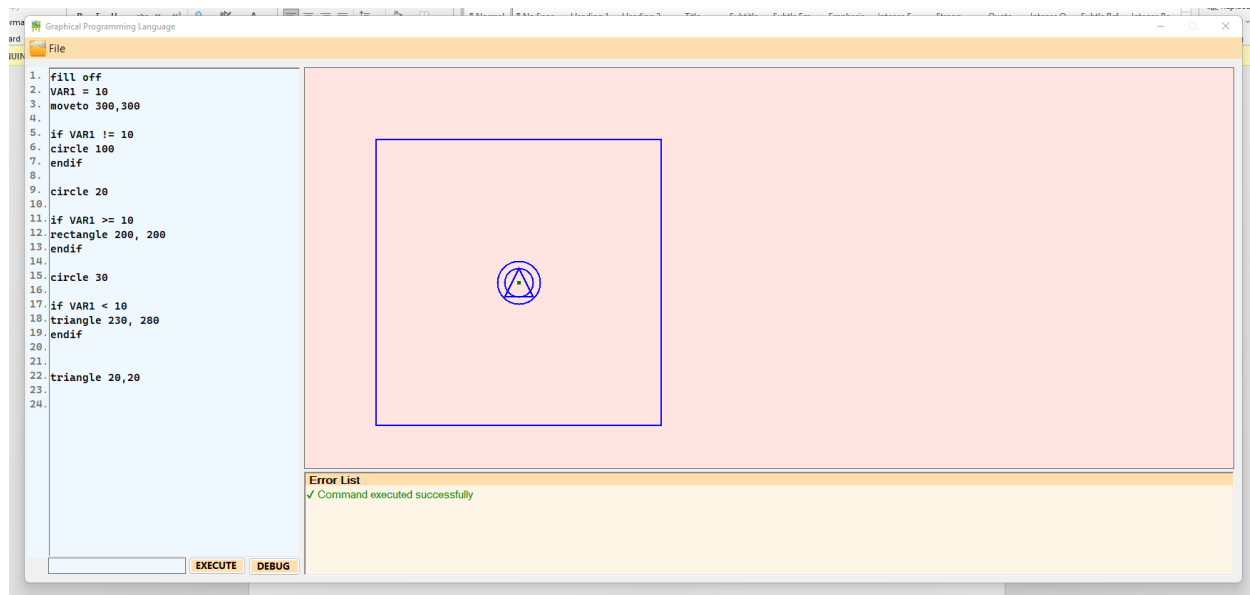 Graphical Programming Language
File
1. fill off
2. VAR1 = 10
3. moveto 300,300
4.
5. if VAR1 != 10
6. circle 100
7. endif
8.
9. circle 20
10.
11. if VAR1 >= 10
12. rectangle 200, 200
13. endif
14.
15. circle 30
16.
17. if VAR1 < 10
18. triangle 230, 280
19. endif
20.
21.
22. triangle 20,20
23.
24.
Error List
✓ Command executed successfully
EXECUTE DEBUG